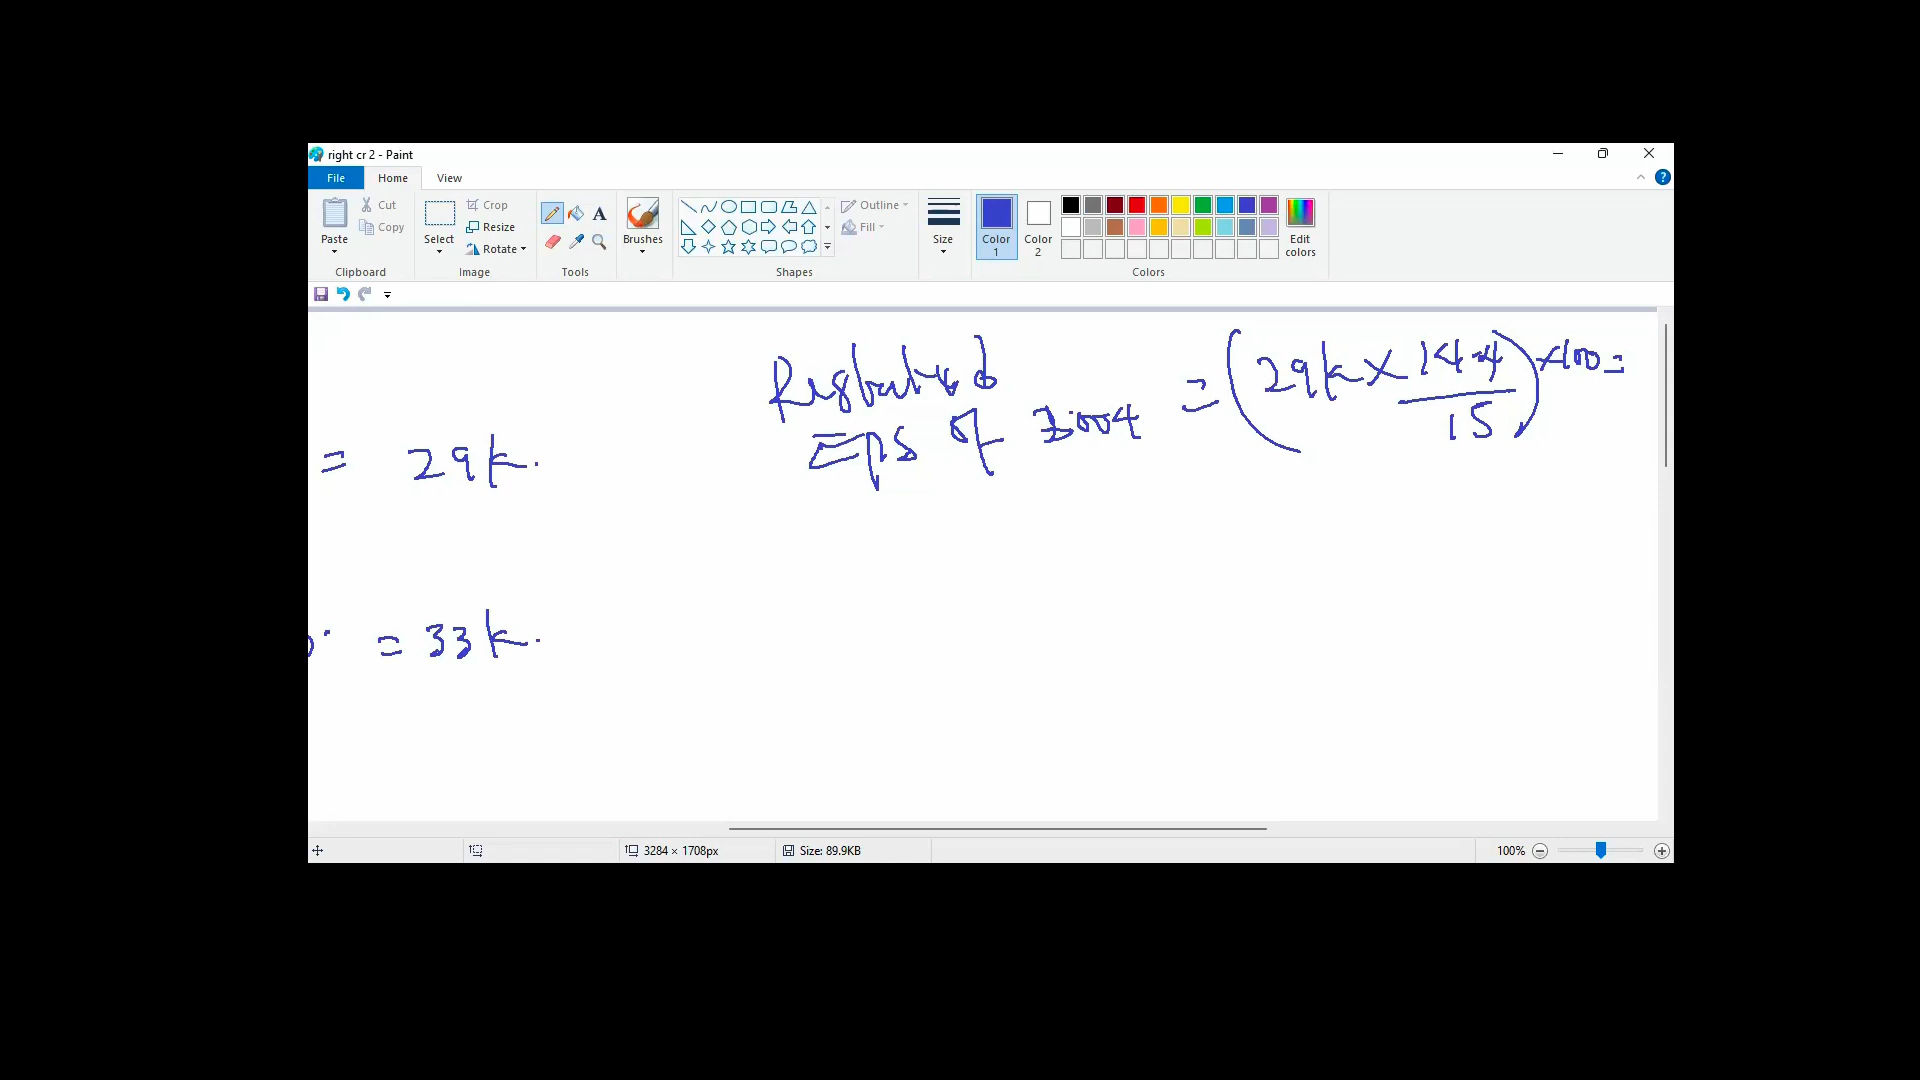 right cr 2 - Paint
File Home View
Paste Cut Copy Clipboard
Select Crop Resize Rotate Image
A Tools
Brushes
Outline Fill Shapes
Size
Color 1 Color 2 Edit colors Colors
= 29k.
Eps of 2004 = (29k × 14.4 / 15) × 100 =
= 33k.
3284 × 1708px Size: 89.9KB 100%